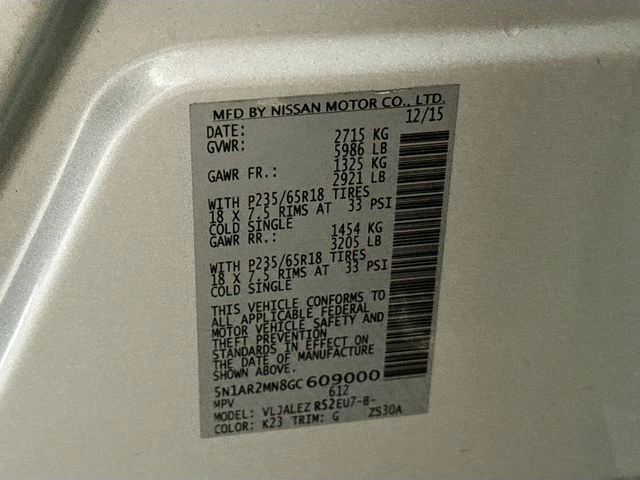 MFD BY NISSAN MOTOR CO., LTD.
DATE: 12/15
GVWR: 2715 KG
5986 LB
GAWR FR.: 1325 KG
2921 LB
WITH P235/65R18 TIRES
18 X 7.5 RIMS AT 33 PSI
COLD SINGLE
GAWR RR.: 1454 KG
3205 LB
WITH P235/65R18 TIRES
18 X 7.5 RIMS AT 33 PSI
COLD SINGLE
THIS VEHICLE CONFORMS TO
ALL APPLICABLE FEDERAL
MOTOR VEHICLE SAFETY AND
THEFT PREVENTION
STANDARDS IN EFFECT ON
THE DATE OF MANUFACTURE
SHOWN ABOVE.
5N1AR2MN8GC609000
MPV 612
MODEL: VLJALEZ R52EU7-B-
COLOR: K23 TRIM: G ZS30A